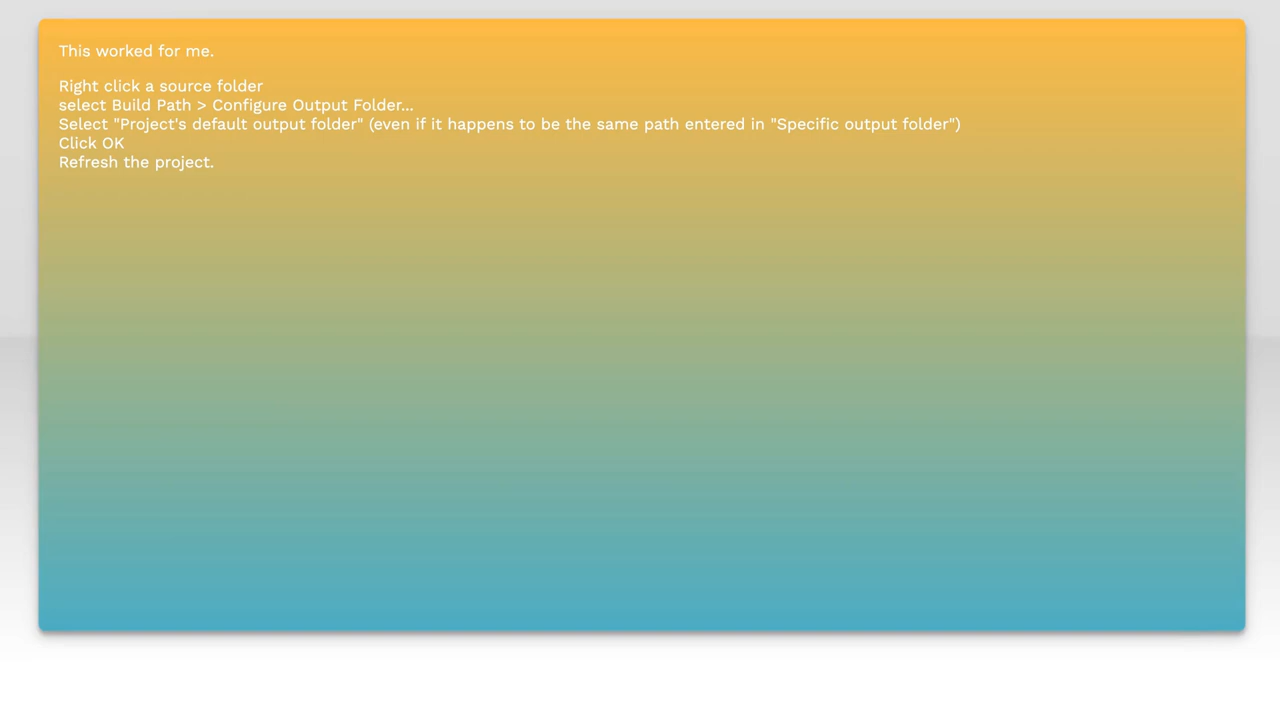 This worked for me.
Right click a source folder
select Build Path > Configure Output Folder...
Select "Project's default output folder" (even if it happens to be the same path entered in "Specific output folder")
Click OK
Refresh the project.